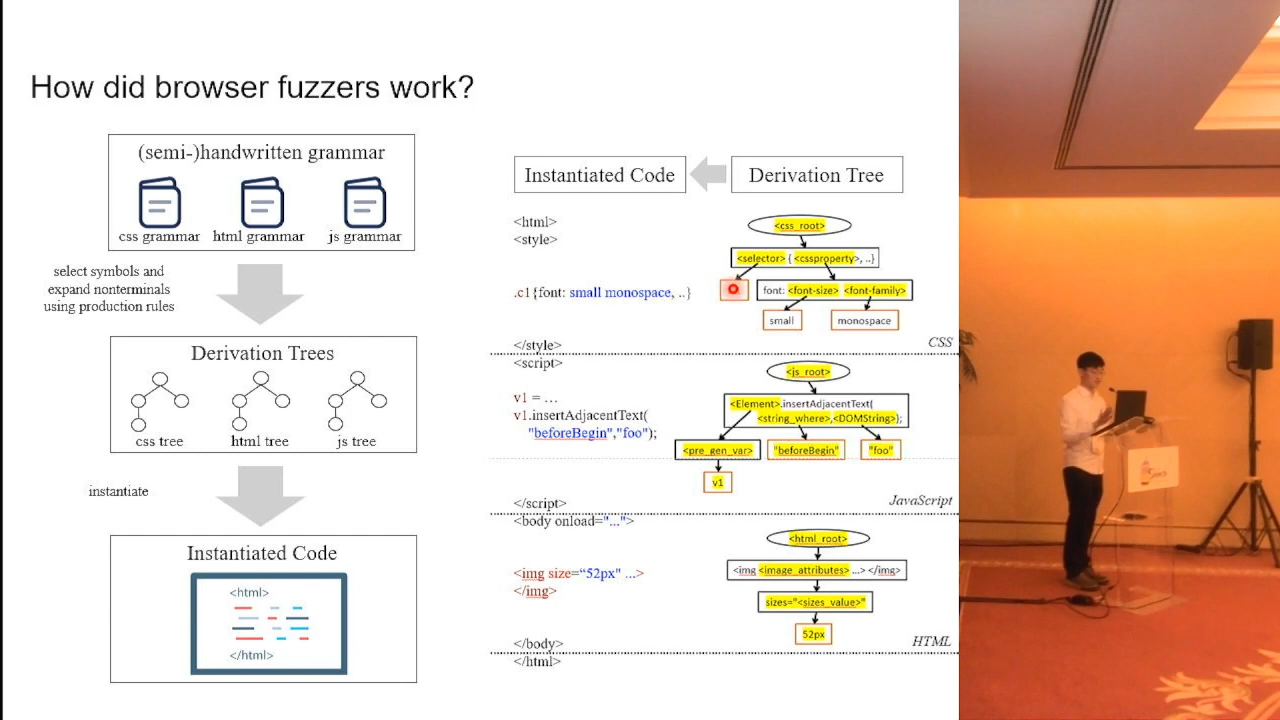 How did browser fuzzers work?
(semi-)handwritten grammar
css grammar
html grammar
js grammar
select symbols and
expand nonterminals
using production rules
Derivation Trees
css tree
html tree
js tree
instantiate
Instantiated Code
<html>
</html>
Instantiated Code
Derivation Tree
<html>
<style>
.c1{font: small monospace, ..}
</style>
<css_root>
<selector> { <cssproperty>, ..}
font: <font-size> <font-family>
small
monospace
CSS
<script>
v1 = ...
v1.insertAdjacentText(
"beforeBegin","foo");
</script>
<js_root>
<Element>.insertAdjacentText(
<string_where>,<DOMString>);
<pre_gen_var>
"beforeBegin"
"foo"
v1
JavaScript
<body onload="...">
<img size=“52px" ...>
</img>
</body>
</html>
<html_root>
<img <image_attributes> ...> </img>
sizes="<sizes_value>"
52px
HTML